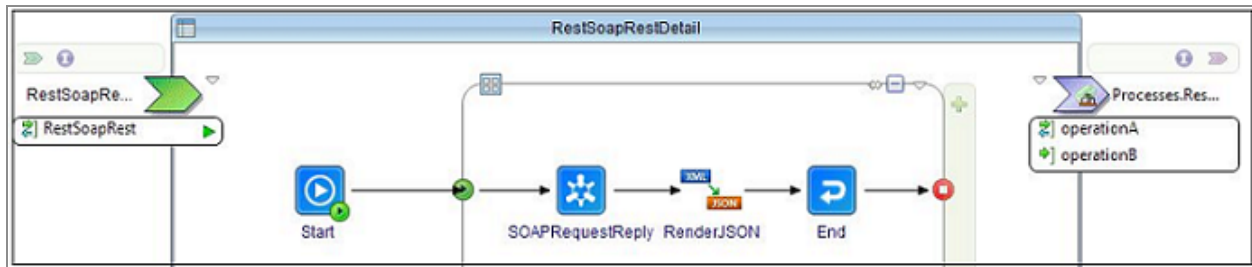 RestSoapRestDetail
RestSoapRe...
RestSoapRest
Processes.Res...
operationA
operationB
XML
JSON
Start
SOAPRequestReply
RenderJSON
End